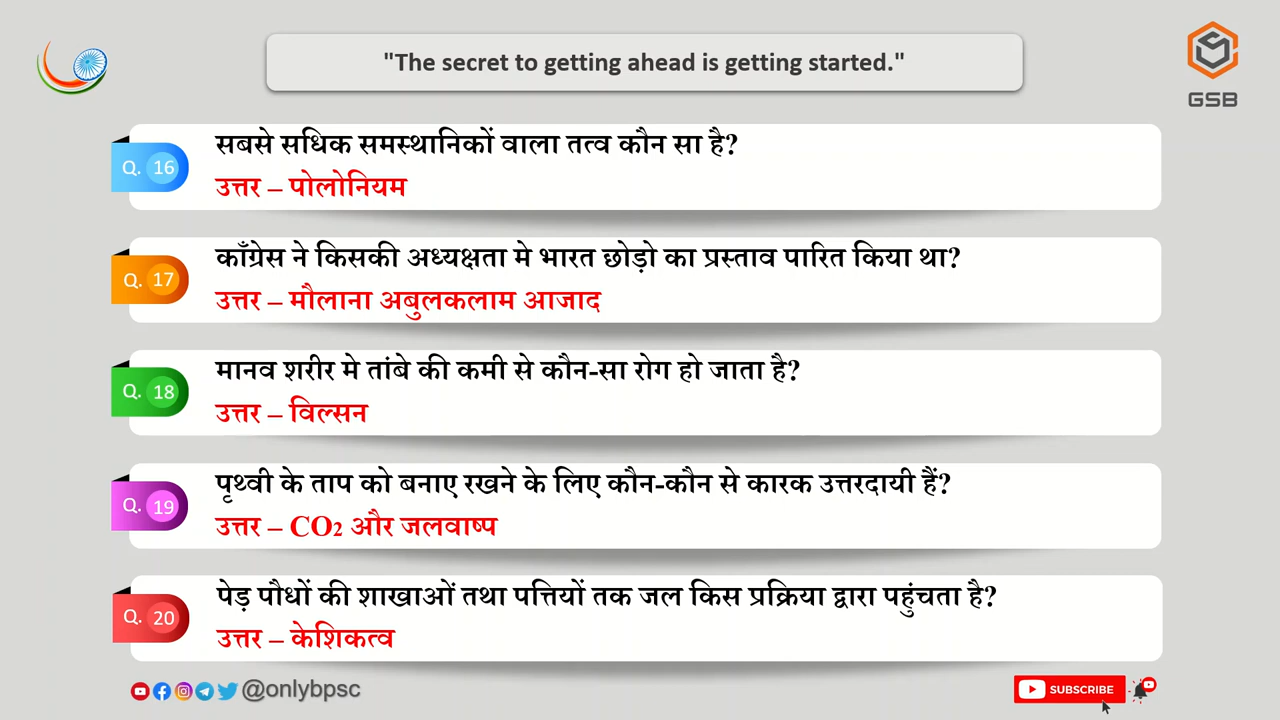 "The secret to getting ahead is getting started."
GSB
Q. 16
सबसे सधिक समस्थानिकों वाला तत्व कौन सा है?
उत्तर – पोलोनियम
Q. 17
काँग्रेस ने किसकी अध्यक्षता मे भारत छोड़ो का प्रस्ताव पारित किया था?
उत्तर – मौलाना अबुलकलाम आजाद
Q. 18
मानव शरीर मे तांबे की कमी से कौन-सा रोग हो जाता है?
उत्तर – विल्सन
Q. 19
पृथ्वी के ताप को बनाए रखने के लिए कौन-कौन से कारक उत्तरदायी हैं?
उत्तर – CO₂ और जलवाष्प
Q. 20
पेड़ पौधों की शाखाओं तथा पत्तियों तक जल किस प्रक्रिया द्वारा पहुंचता है?
उत्तर – केशिकत्व
@onlybpsc
SUBSCRIBE